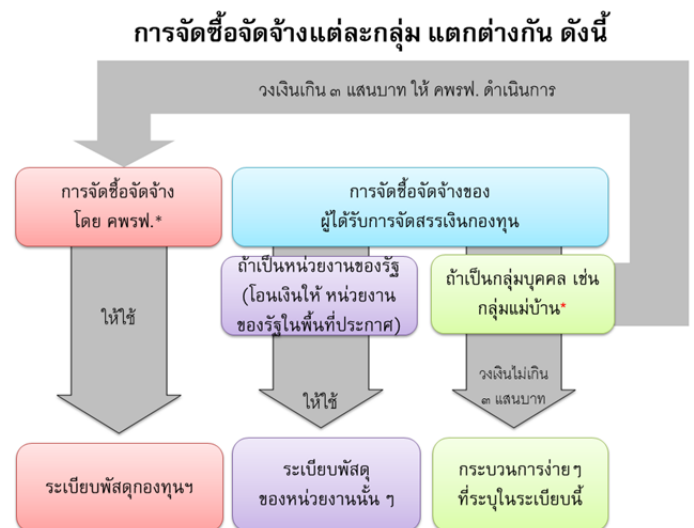 การจัดซื้อจัดจ้างแต่ละกลุ่ม แตกต่างกัน ดังนี้
วงเงินเกิน ๓ แสนบาท ให้ คพรฟ. ดำเนินการ
การจัดซื้อจัดจ้าง
โดย คพรฟ.*
การจัดซื้อจัดจ้างของ
ผู้ได้รับการจัดสรรเงินกองทุน
ถ้าเป็นหน่วยงานของรัฐ
(โอนเงินให้ หน่วยงาน
ของรัฐในพื้นที่ประกาศ)
ถ้าเป็นกลุ่มบุคคล เช่น
กลุ่มแม่บ้าน*
ให้ใช้
ให้ใช้
วงเงินไม่เกิน
๓ แสนบาท
ระเบียบพัสดุกองทุนฯ
ระเบียบพัสดุ
ของหน่วยงานนั้น ๆ
กระบวนการง่ายๆ
ที่ระบุในระเบียบนี้